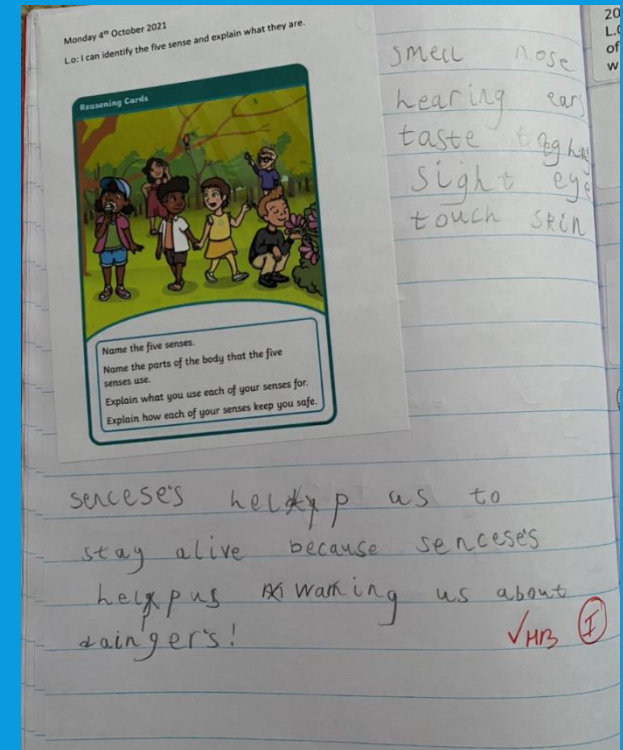 Monday 4th October 2021
L.o: I can identify the five sense and explain what they are.
Reasoning Cards
Name the five senses.
Name the parts of the body that the five
senses use.
Explain what you use each of your senses for.
Explain how each of your senses keep you safe.
smell nose
hearing ears
taste
sight eye
touch skin
senceses help us to
stay alive because senceses
help us warning us about
dainger's!
✓HB I
20
L.
of
w